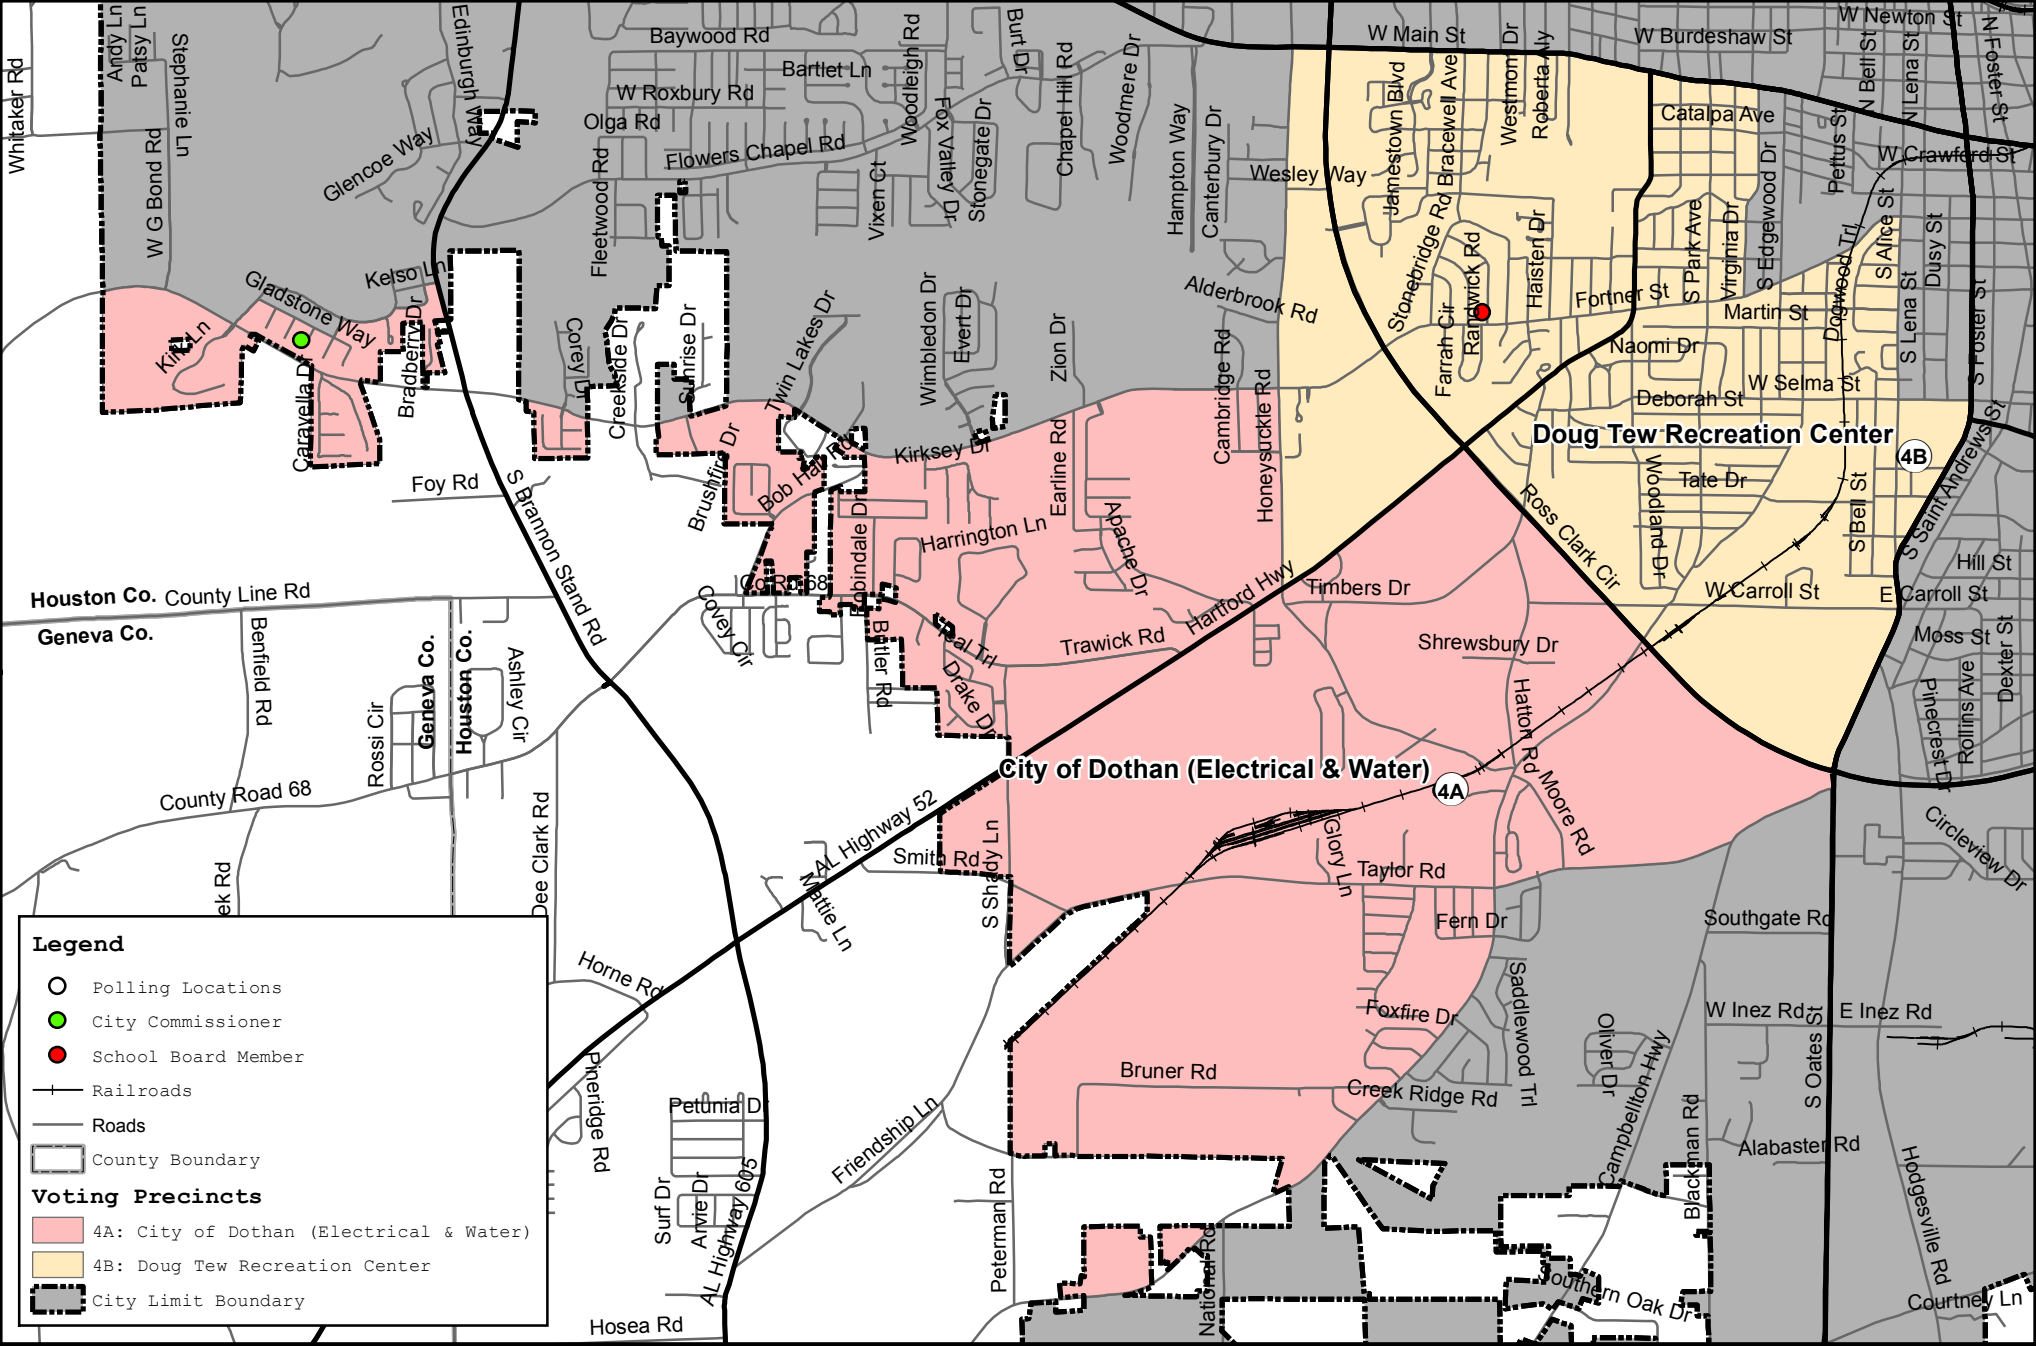 Andy Ln
Patsy Ln
Stephanie Ln
Whitaker Rd
W G Bond Rd
Edinburgh Way
Glencoe Way
Baywood Rd
Bartlet Ln
W Roxbury Rd
Olga Rd
Flowers Chapel Rd
Fleetwood Rd
Woodleigh Rd
Fox Valley Dr
Vixen Ct
Stonegate Dr
Burt Dr
Chapel Hill Rd
Woodmere Dr
Hampton Way
Canterbury Dr
Wesley Way
Alderbrook Rd
W Main St
Jamestown Blvd
Bracewell Ave
Stonebridge Rd
Westmont Dr
Roberta Aly
W Burdeshaw St
W Newton St
N Bell St
N Lena St
N Foster St
Catalpa Ave
Pettus St
W Crawford St
S Edgewood Dr
Virginia Dr
S Park Ave
Haisten Dr
Randwick Rd
Farrah Cir
Fortner St
Martin St
Dogwood Trl
S Alice St
Dusy St
S Lena St
S Foster St
Naomi Dr
W Selma St
Deborah St
Doug Tew Recreation Center
4B
S Saint Andrews St
Tate Dr
Woodland Dr
S Bell St
Ross Clark Cir
W Carroll St
E Carroll St
Hill St
Moss St
Dexter St
Rollins Ave
Pinecrest Dr
Kelso Ln
Gladstone Way
Kirk Ln
Caravella Dr
Bradberry Dr
Corey Dr
Creekside Dr
Sunrise Dr
Twin Lakes Dr
Wimbledon Dr
Evert Dr
Zion Dr
Cambridge Rd
Honeysuckle Rd
Kirksey Dr
Earline Rd
Apache Dr
Brushfire Dr
Bob Hall Rd
Robindale Dr
Harrington Ln
Foy Rd
S Brannon Stand Rd
Co Rd 68
Covey Cir
Butler Rd
Teal Trl
Drake Dr
Trawick Rd
Hartford Hwy
Timbers Dr
Shrewsbury Dr
Hatton Rd
Moore Rd
Houston Co.
County Line Rd
Geneva Co.
Benfield Rd
Rossi Cir
Geneva Co.
Houston Co.
Ashley Cir
County Road 68
Dee Clark Rd
ek Rd
City of Dothan (Electrical & Water)
4A
AL Highway 52
Smith Rd
S Shady Ln
Mattie Ln
Glory Ln
Taylor Rd
Fern Dr
Foxfire Dr
Saddlewood Trl
Bruner Rd
Creek Ridge Rd
Oliver Dr
Campbellton Hwy
Blackman Rd
Southgate Rd
W Inez Rd
E Inez Rd
S Oates St
Circleview Dr
Alabaster Rd
Hodgesville Rd
Courtney Ln
Southern Oak Dr
National Rd
Peterman Rd
Friendship Ln
Horne Rd
Pineridge Rd
Petunia Dr
Surf Dr
Arvie Dr
AL Highway 605
Hosea Rd
Legend
Polling Locations
City Commissioner
School Board Member
Railroads
Roads
County Boundary
Voting Precincts
4A: City of Dothan (Electrical & Water)
4B: Doug Tew Recreation Center
City Limit Boundary